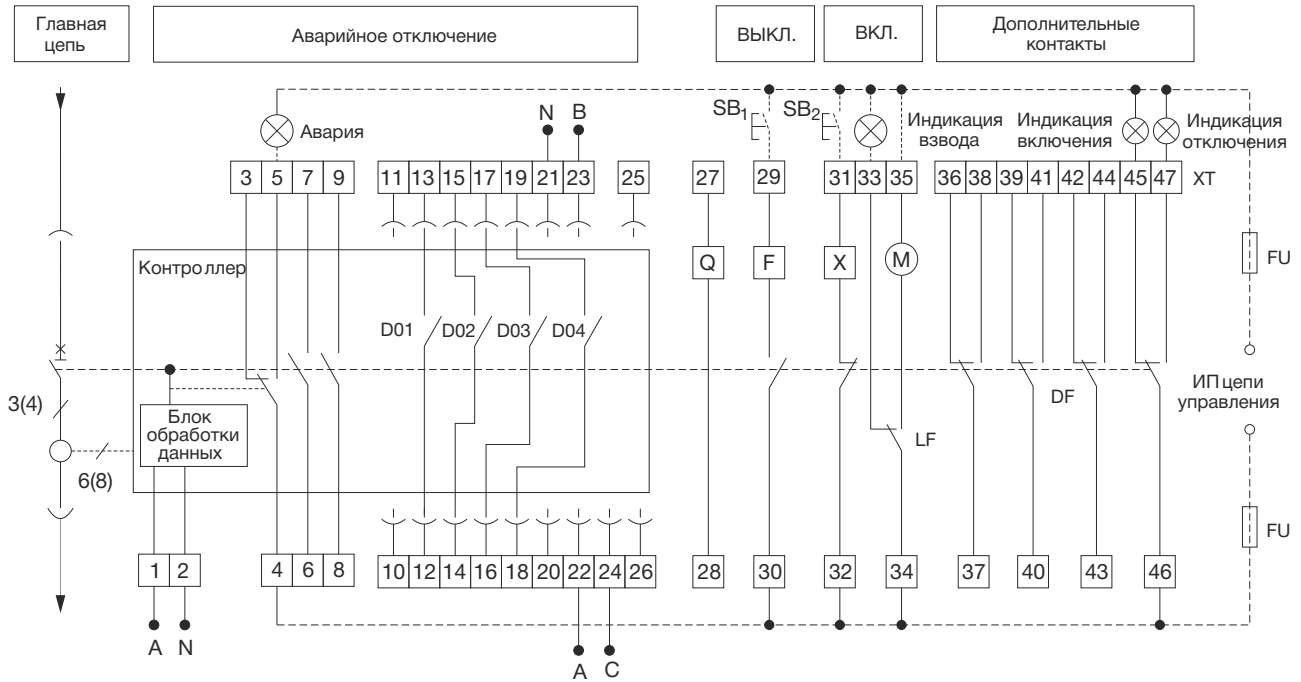 Главная
цепь
Аварийное отключение
ВЫКЛ.
ВКЛ.
Дополнительные
контакты
Авария
N
B
SB1
SB2
Индикация
взвода
Индикация
включения
Индикация
отключения
3 5 7 9
11 13 15 17 19 21 23
25
27
29
31 33 35
36 38 39 41 42 44 45 47
XT
Контроллер
Q
F
X
M
FU
D01
D02
D03
D04
3(4)
Блок
обработки
данных
6(8)
DF
LF
ИП цепи
управления
FU
1 2
4 6 8
10 12 14 16 18 20 22 24 26
28
30
32
34
37
40
43
46
A
N
A
C